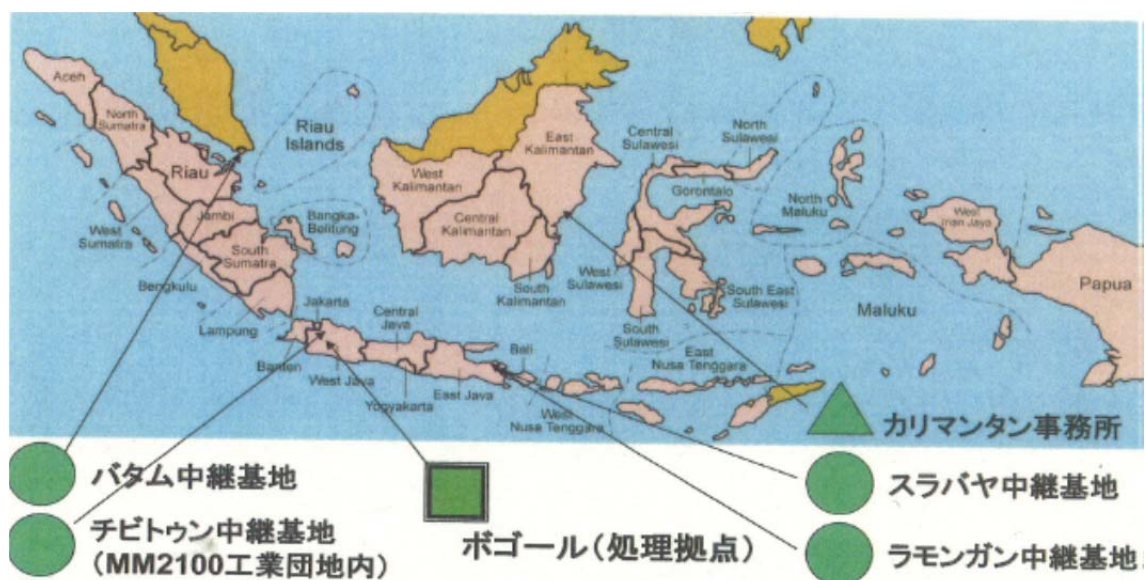 Aceh
North
Sumatra
Riau
Islands
Riau
West
Sumatra
Jambi
Bangka-
Belitung
South
Sumatra
Bengkulu
Lampung
West
Kalimantan
East
Kalimantan
Central
Kalimantan
South
Kalimantan
Central
Sulawesi
North
Sulawesi
Gorontalo
North
Maluku
West
Sulawesi
South East
Sulawesi
South
Sulawesi
Maluku
West
Irian Jaya
Papua
Jakarta
Banten
West Java
Central
Java
Yogyakarta
East Java
Bali
West
Nusa Tenggara
East
Nusa Tenggara
カリマンタン事務所
バタム中継基地
チビトゥン中継基地
(MM2100工業団地内)
ボゴール(処理拠点)
スラバヤ中継基地
ラモンガン中継基地